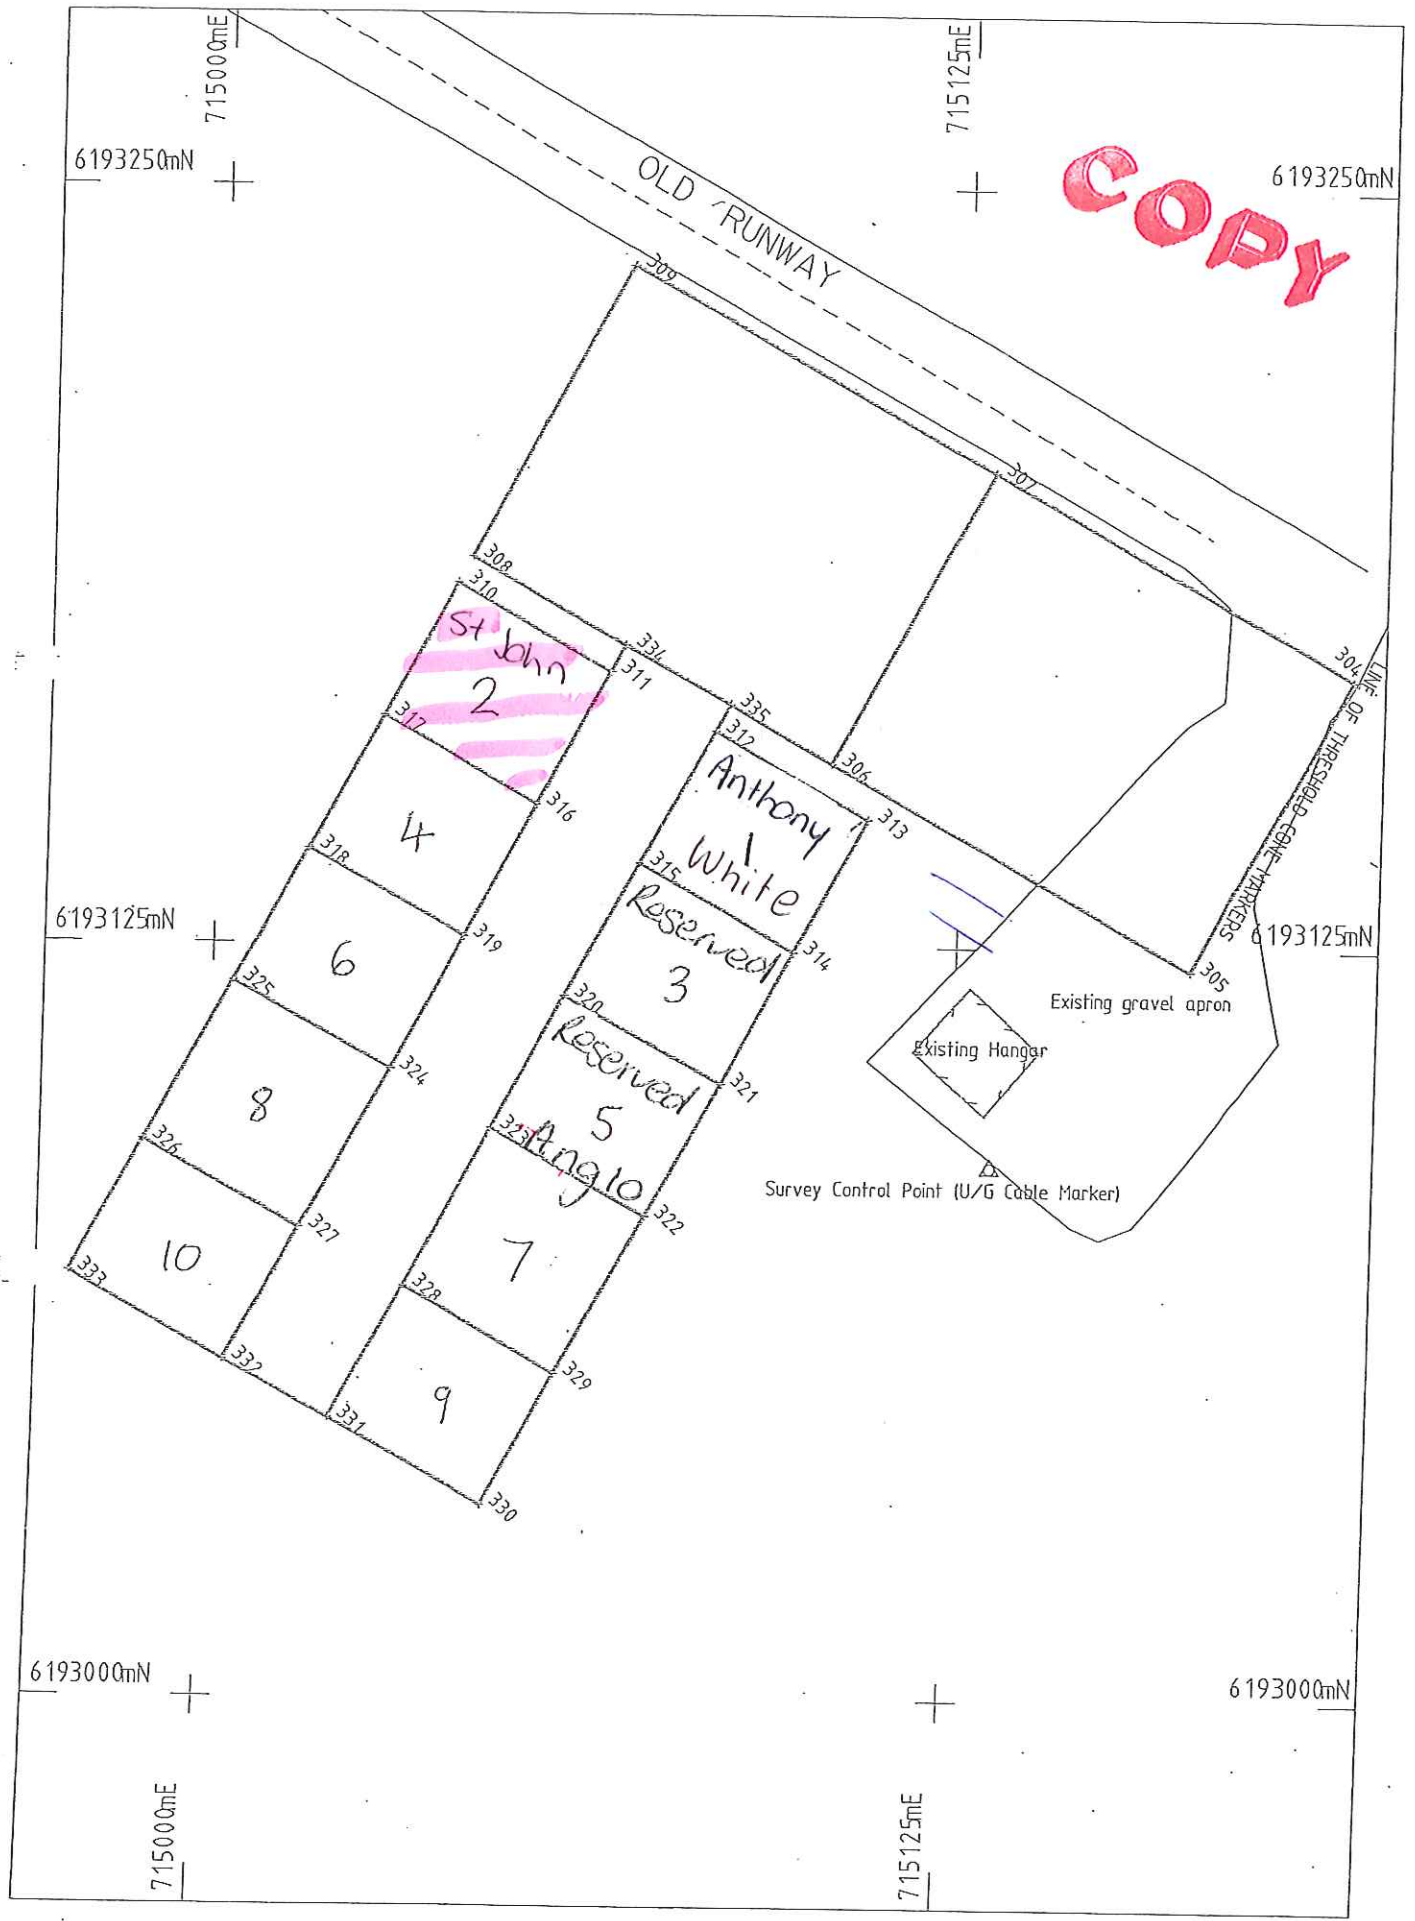 715000mE
715125mE
6193250mN
6193250mN
COPY
OLD RUNWAY
309
307
308
310
St John
2
334
311
304
LINE OF THRESHOLD CONE MARKERS
317
335
312
306
Anthony
1
White
313
316
4
318
315
Reserved
3
314
6193125mN
319
6193125mN
305
6
325
320
Existing gravel apron
Reserved
5
Anglo
Existing Hangar
324
321
8
323
326
Survey Control Point (U/G Cable Marker)
322
327
10
7
333
328
332
329
9
331
330
6193000mN
6193000mN
715000mE
715125mE